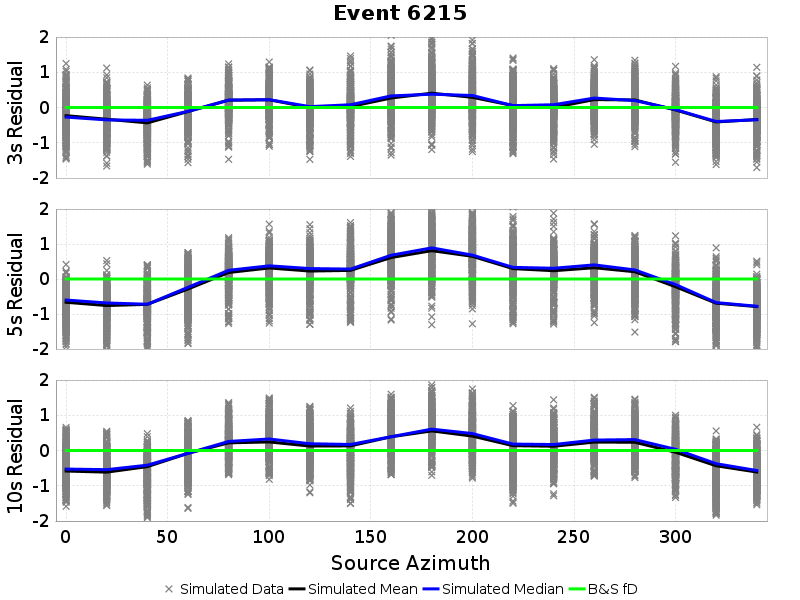 Event 6215
3s Residual
2
1
0
-1
-2
5s Residual
2
1
0
-1
-2
10s Residual
2
1
0
-1
-2
0 50 100 150 200 250 300
Source Azimuth
Simulated Data Simulated Mean Simulated Median B&S fD